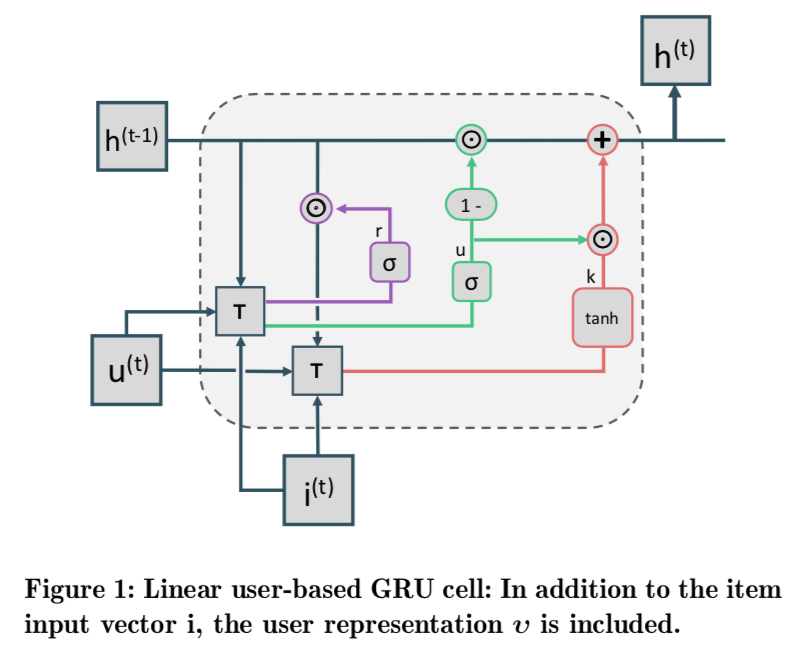 h(t)
h(t-1)
⊙
+
1 -
⊙
⊙
r
u
σ
σ
k
T
tanh
u(t)
T
i(t)
Figure 1: Linear user-based GRU cell: In addition to the item
input vector i, the user representation υ is included.